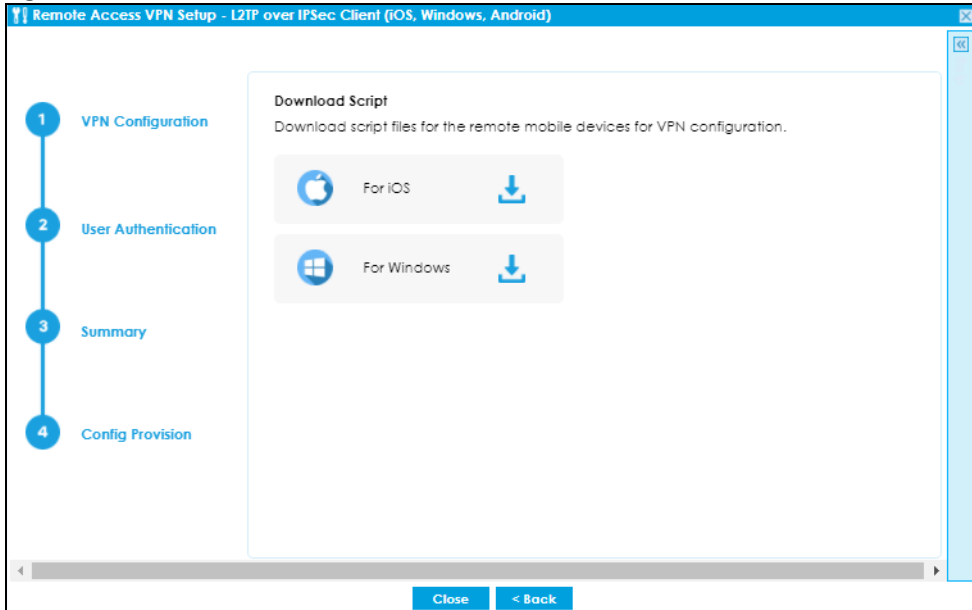 Remote Access VPN Setup - L2TP over IPSec Client (iOS, Windows, Android)
Download Script
Download script files for the remote mobile devices for VPN configuration.
1 VPN Configuration
For iOS
2 User Authentication
For Windows
3 Summary
4 Config Provision
Close < Back